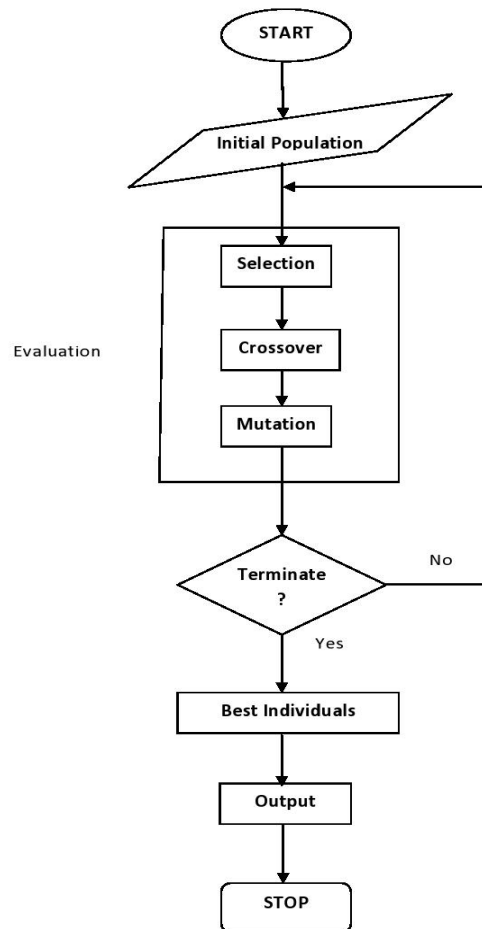 START
Initial Population
Selection
Evaluation
Crossover
Mutation
Terminate
?
No
Yes
Best Individuals
Output
STOP